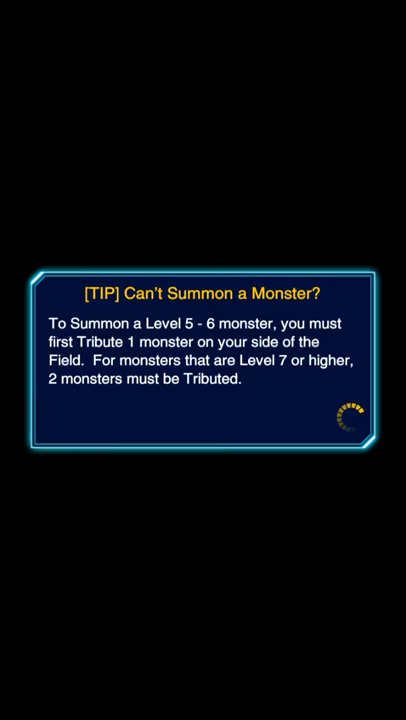 [TIP] Can't Summon a Monster?
To Summon a Level 5 - 6 monster, you must
first Tribute 1 monster on your side of the
Field.  For monsters that are Level 7 or higher,
2 monsters must be Tributed.